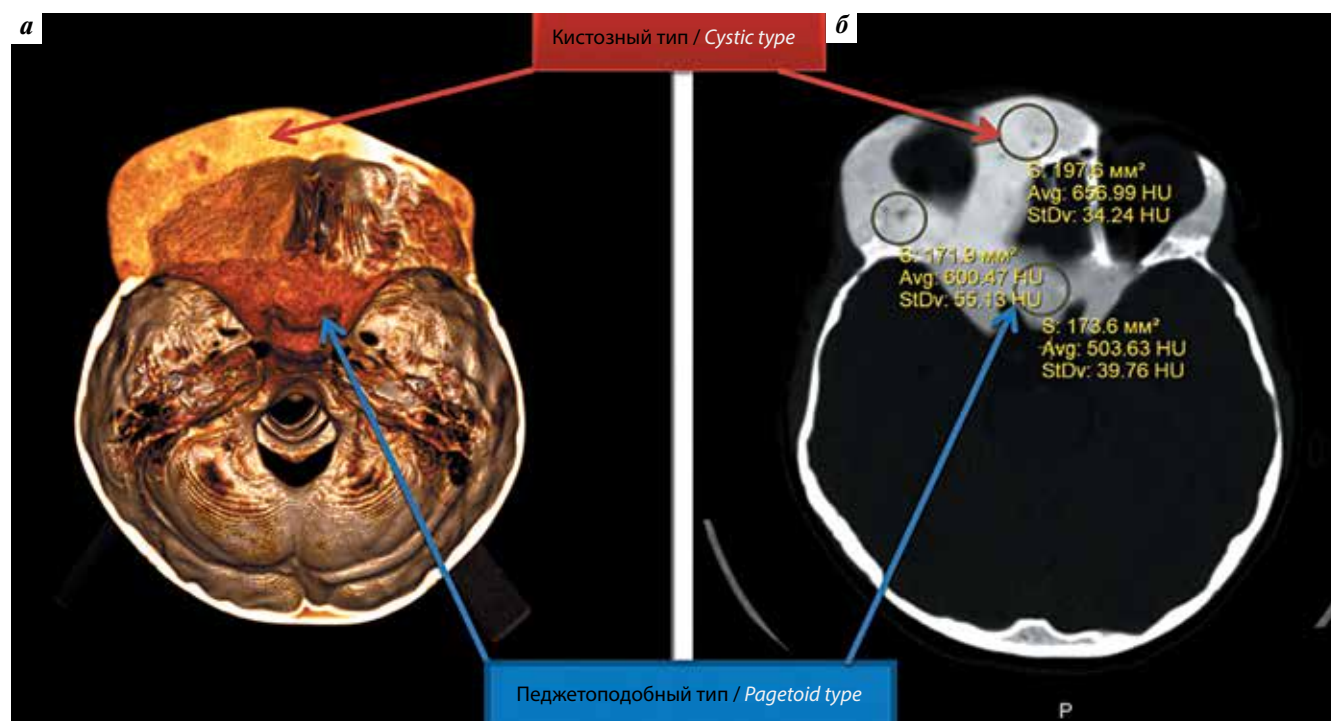 а
б
Кистозный тип / Cystic type
S: 197.6 мм²
Avg: 656.99 HU
StDv: 34.24 HU
S: 171.9 мм²
Avg: 600.47 HU
StDv: 55.13 HU
S: 173.6 мм²
Avg: 503.63 HU
StDv: 39.76 HU
Педжетоподобный тип / Pagetoid type
P